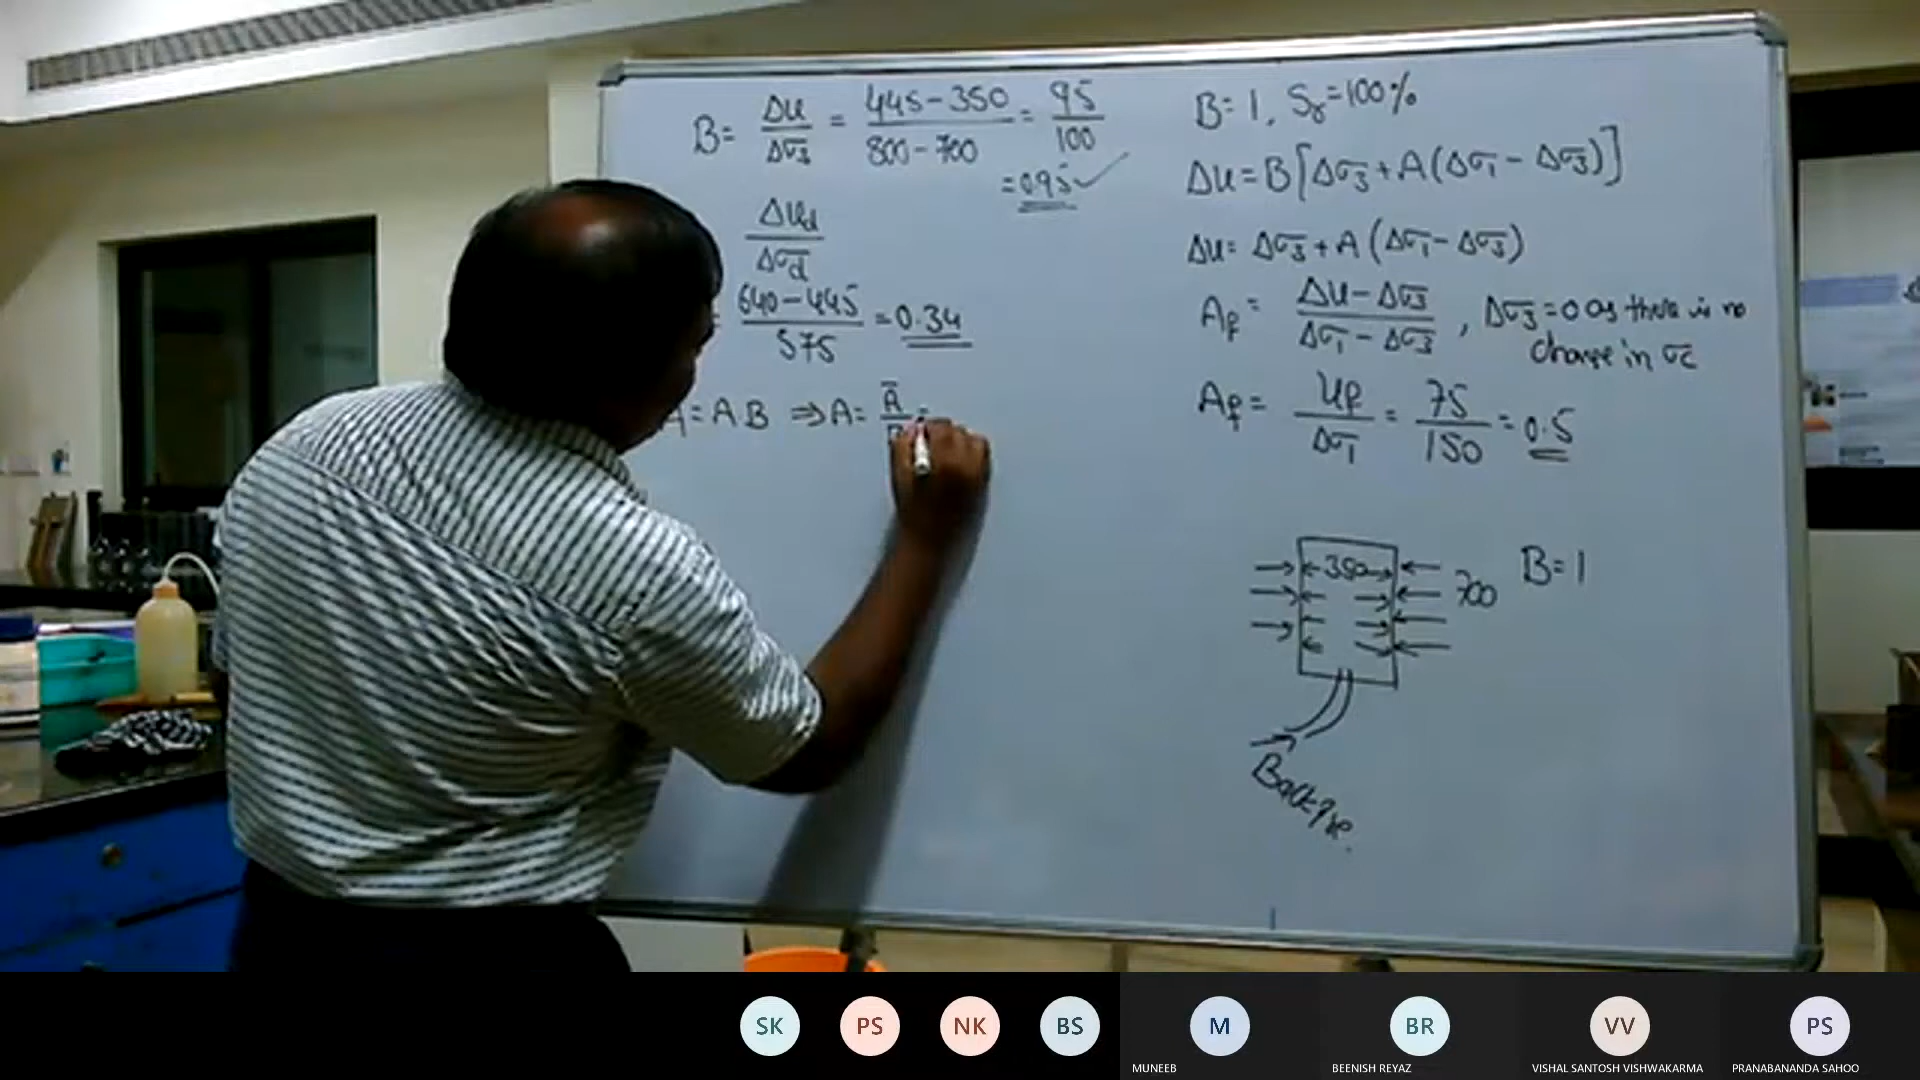 B = Δu/Δσ3 = 445-350/800-700 = 95/100
= 0.95 ✓
Δud/Δσd
= 640-445/575 = 0.34
Ā = AB ⇒ A = Ā/B =
B = 1, Sr = 100%
Δu = B[Δσ3 + A(Δσ1 - Δσ3)]
Δu = Δσ3 + A(Δσ1 - Δσ3)
Af = Δu - Δσ3/Δσ1 - Δσ3, Δσ3 = 0 as there is no
change in σc
Af = uf/Δσ1 = 75/150 = 0.5
350
700
B = 1
SK
PS
NK
BS
M
BR
VV
PS
MUNEEB
BEENISH REYAZ
VISHAL SANTOSH VISHWAKARMA
PRANABANANDA SAHOO